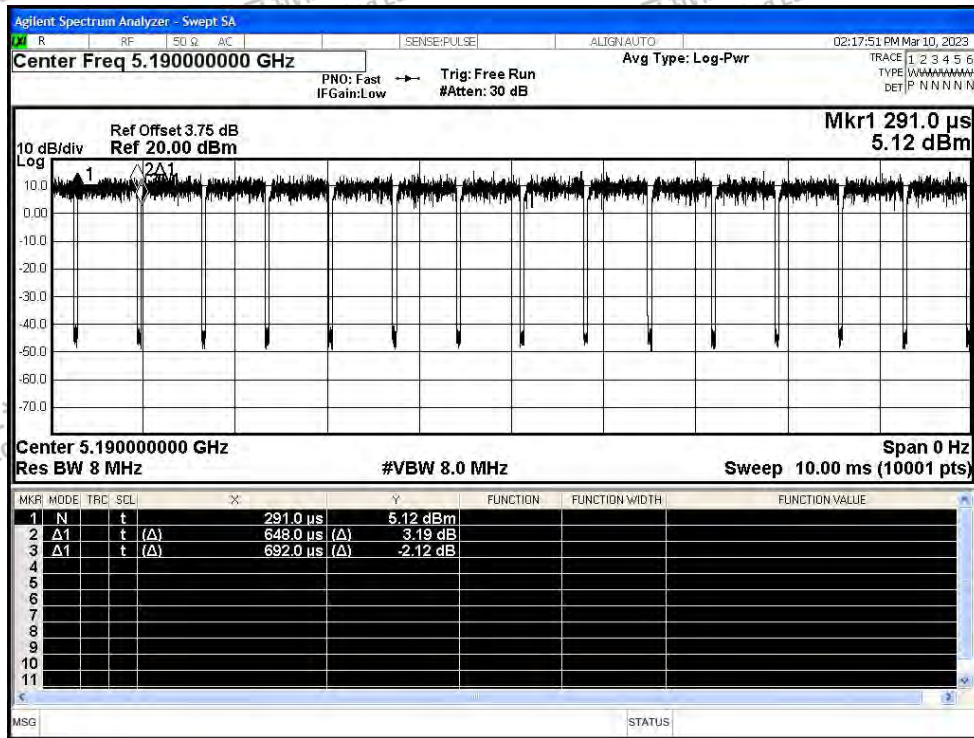 Agilent Spectrum Analyzer - Swept SA
LXI R RF 50 Ω AC SENSE:PULSE ALIGN AUTO 02:17:51 PM Mar 10, 2023
Center Freq 5.190000000 GHz Avg Type: Log-Pwr TRACE 1 2 3 4 5 6
PNO: Fast Trig: Free Run TYPE WWWWWW
IFGain:Low #Atten: 30 dB DET P N N N N N
Mkr1 291.0 µs
Ref Offset 3.75 dB
10 dB/div Ref 20.00 dBm 5.12 dBm
Log
1 2Δ1
10.0
0.00
-10.0
-20.0
-30.0
-40.0
-50.0
-60.0
-70.0
Center 5.190000000 GHz Span 0 Hz
Res BW 8 MHz #VBW 8.0 MHz Sweep 10.00 ms (10001 pts)
MKR MODE TRC SCL X Y FUNCTION FUNCTION WIDTH FUNCTION VALUE
1 N t 291.0 µs 5.12 dBm
2 Δ1 t (Δ) 648.0 µs (Δ) 3.19 dB
3 Δ1 t (Δ) 692.0 µs (Δ) -2.12 dB
4
5
6
7
8
9
10
11
MSG STATUS